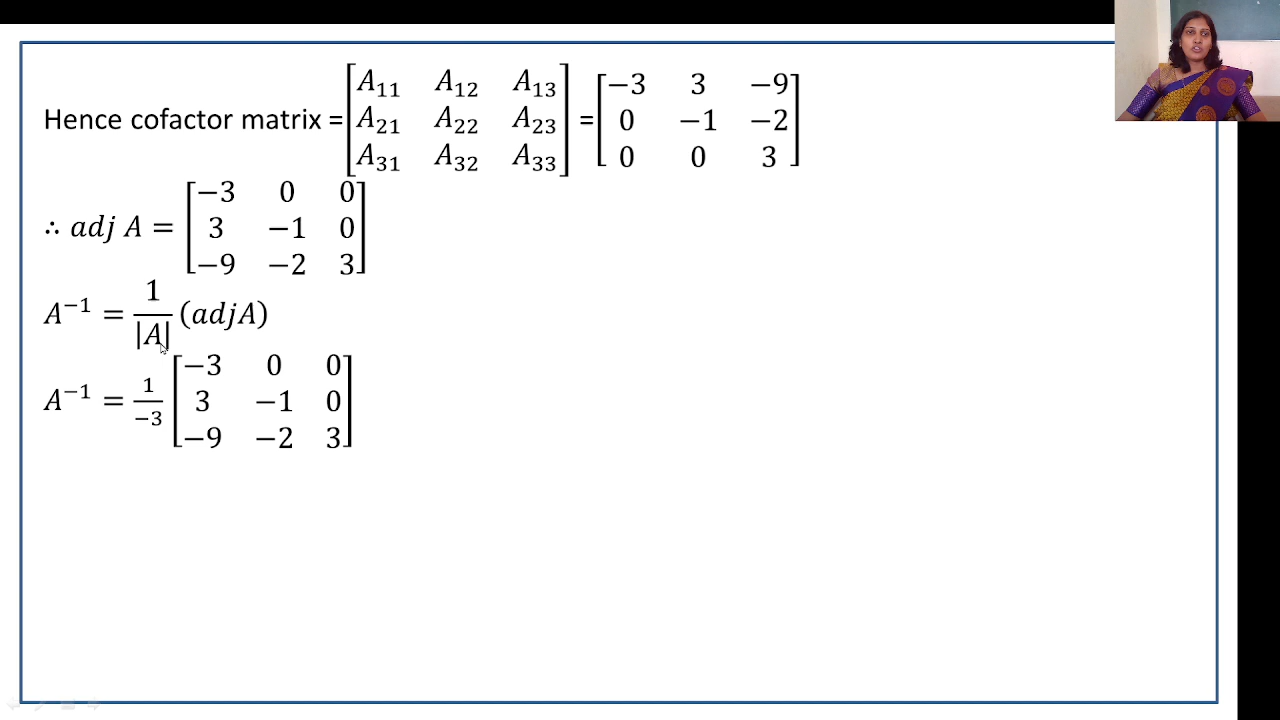 Hence cofactor matrix = [A₁₁ A₁₂ A₁₃; A₂₁ A₂₂ A₂₃; A₃₁ A₃₂ A₃₃] = [−3 3 −9; 0 −1 −2; 0 0 3]
∴ adj A = [−3 0 0; 3 −1 0; −9 −2 3]
A⁻¹ = 1/|A| (adjA)
A⁻¹ = 1/−3 [−3 0 0; 3 −1 0; −9 −2 3]